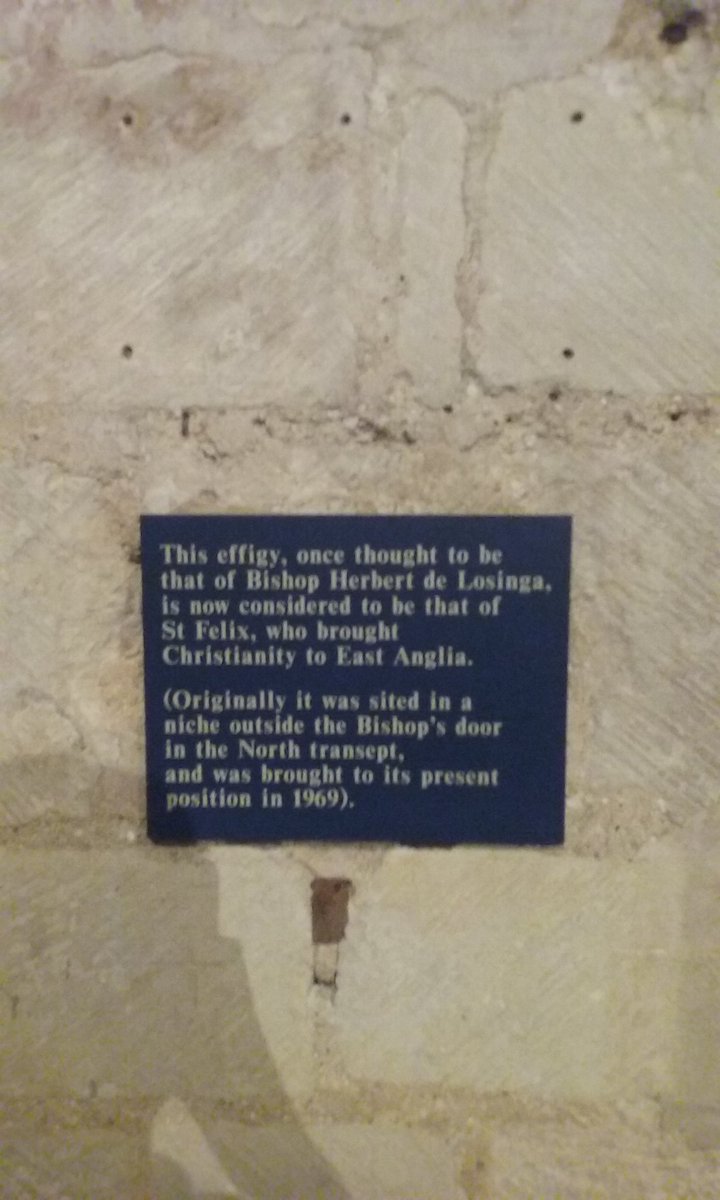 This effigy, once thought to be
that of Bishop Herbert de Losinga,
is now considered to be that of
St Felix, who brought
Christianity to East Anglia.
(Originally it was sited in a
niche outside the Bishop's door
in the North transept,
and was brought to its present
position in 1969).